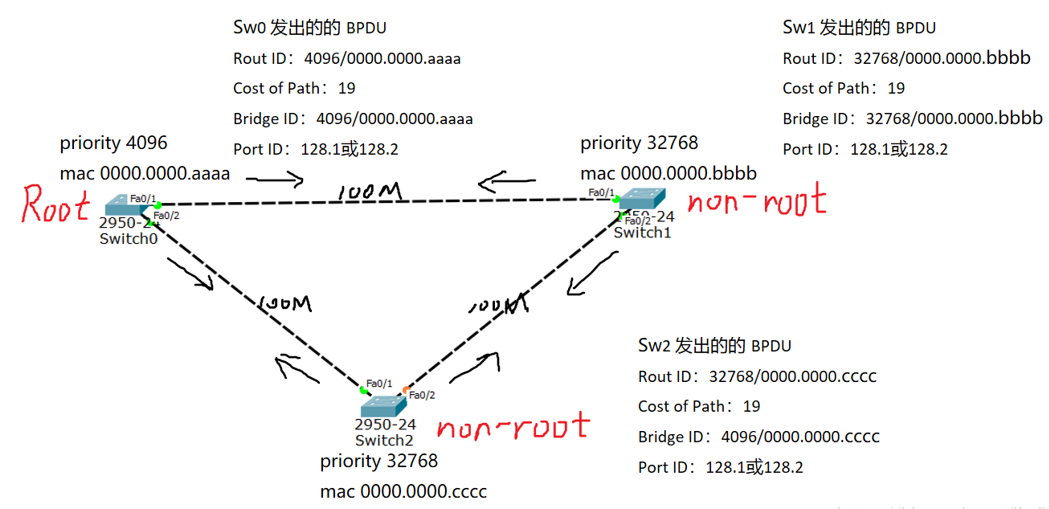 Sw0 发出的的 BPDU
Rout ID：4096/0000.0000.aaaa
Cost of Path：19
Bridge ID：4096/0000.0000.aaaa
Port ID：128.1或128.2
Sw1 发出的的 BPDU
Rout ID：32768/0000.0000.bbbb
Cost of Path：19
Bridge ID：32768/0000.0000.bbbb
Port ID：128.1或128.2
priority 4096
mac 0000.0000.aaaa
priority 32768
mac 0000.0000.bbbb
Root
Fa0/1
Fa0/2
2950-24
Switch0
100M
Fa0/1
Fa0/2
2950-24
Switch1
non-root
100M
100M
Sw2 发出的的 BPDU
Rout ID：32768/0000.0000.cccc
Cost of Path：19
Bridge ID：4096/0000.0000.cccc
Port ID：128.1或128.2
Fa0/1
Fa0/2
2950-24
Switch2
non-root
priority 32768
mac 0000.0000.cccc